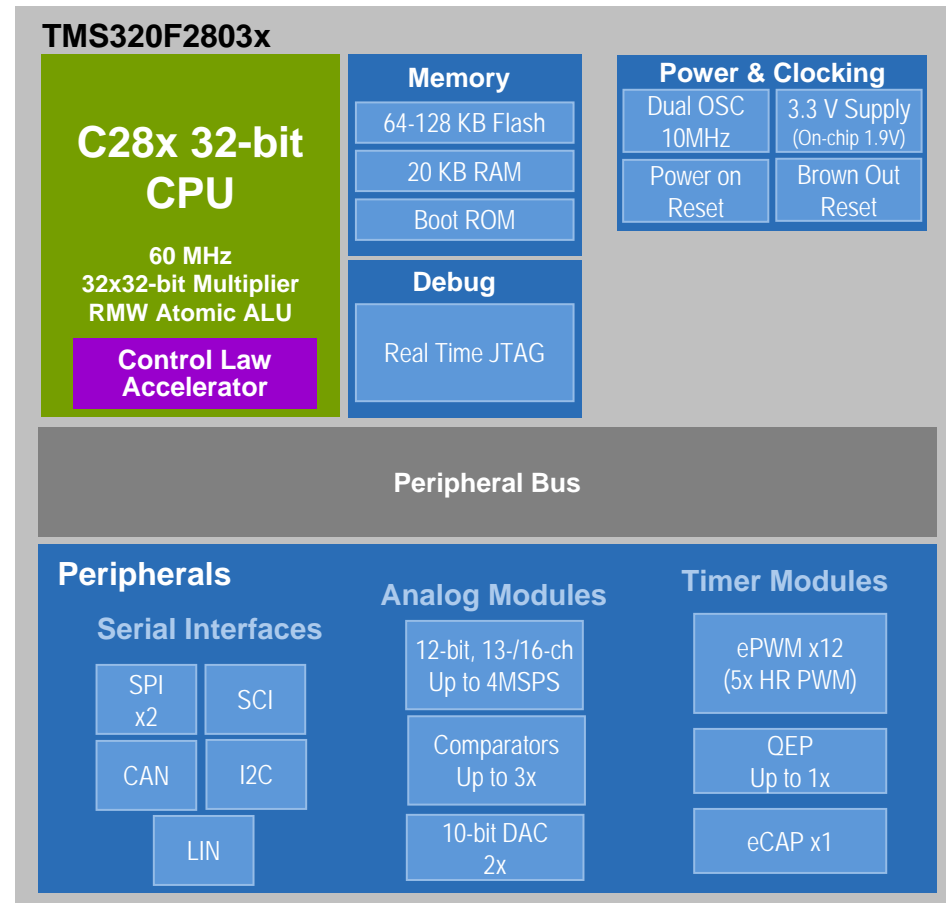 TMS320F2803x
C28x 32-bit
CPU
60 MHz
32x32-bit Multiplier
RMW Atomic ALU
Control Law
Accelerator
Memory
64-128 KB Flash
20 KB RAM
Boot ROM
Debug
Real Time JTAG
Power & Clocking
Dual OSC
10MHz
3.3 V Supply
(On-chip 1.9V)
Power on
Reset
Brown Out
Reset
Peripheral Bus
Peripherals
Serial Interfaces
SPI
x2
SCI
CAN
I2C
LIN
Analog Modules
12-bit, 13-/16-ch
Up to 4MSPS
Comparators
Up to 3x
10-bit DAC
2x
Timer Modules
ePWM x12
(5x HR PWM)
QEP
Up to 1x
eCAP x1